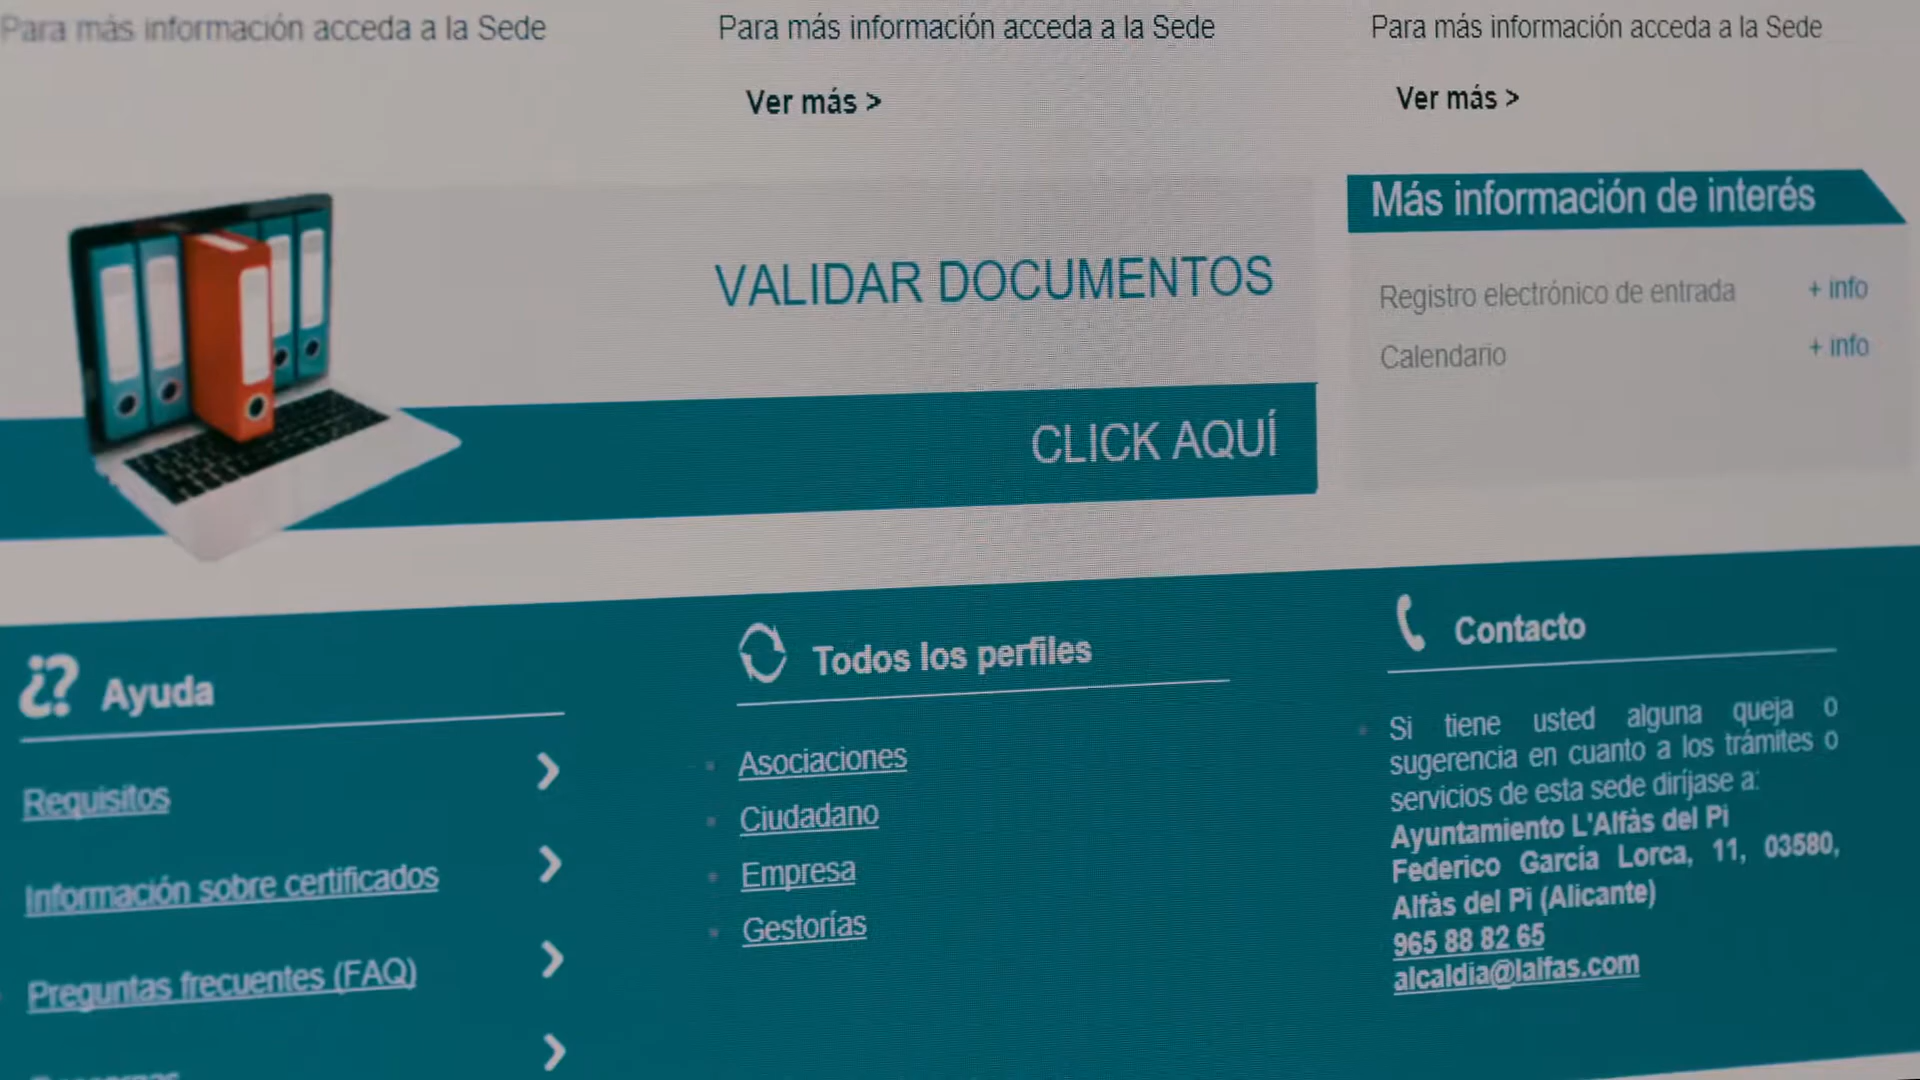 Para más información acceda a la Sede
Para más información acceda a la Sede
Ver más >
Para más información acceda a la Sede
Ver más >
VALIDAR DOCUMENTOS
CLICK AQUÍ
Más información de interés
Registro electrónico de entrada + info
Calendario + info
¿? Ayuda
Requisitos
Información sobre certificados
Preguntas frecuentes (FAQ)
Todos los perfiles
Asociaciones
Ciudadano
Empresa
Gestorías
Contacto
Si tiene usted alguna queja o
sugerencia en cuanto a los trámites o
servicios de esta sede diríjase a:
Ayuntamiento L'Alfàs del Pi
Federico García Lorca, 11, 03580,
Alfàs del Pi (Alicante)
965 88 82 65
alcaldia@lalfas.com